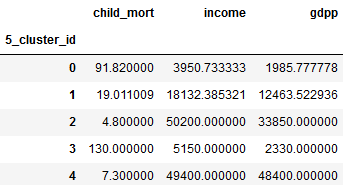 child_mort income gdpp
5_cluster_id
0 91.820000 3950.733333 1985.777778
1 19.011009 18132.385321 12463.522936
2 4.800000 50200.000000 33850.000000
3 130.000000 5150.000000 2330.000000
4 7.300000 49400.000000 48400.000000